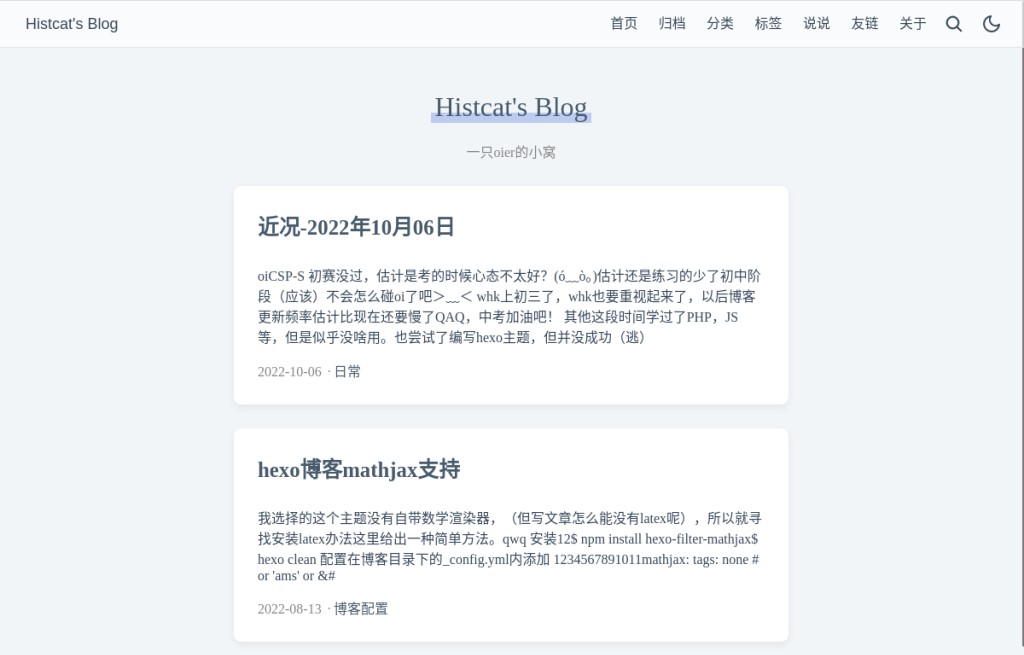 Histcat's Blog
首页 归档 分类 标签 说说 友链 关于
Histcat's Blog
一只oier的小窝
近况-2022年10月06日
oiCSP-S 初赛没过，估计是考的时候心态不太好？(ó﹏ò｡)估计还是练习的少了初中阶
段（应该）不会怎么碰oi了吧＞﹏＜ whk上初三了，whk也要重视起来了，以后博客
更新频率估计比现在还要慢了QAQ，中考加油吧！ 其他这段时间学过了PHP，JS
等，但是似乎没啥用。也尝试了编写hexo主题，但并没成功（逃）
2022-10-06 · 日常
hexo博客mathjax支持
我选择的这个主题没有自带数学渲染器，（但写文章怎么能没有latex呢），所以就寻
找安装latex办法这里给出一种简单方法。qwq 安装12$ npm install hexo-filter-mathjax$
hexo clean 配置在博客目录下的_config.yml内添加 1234567891011mathjax: tags: none #
or 'ams' or &#
2022-08-13 · 博客配置